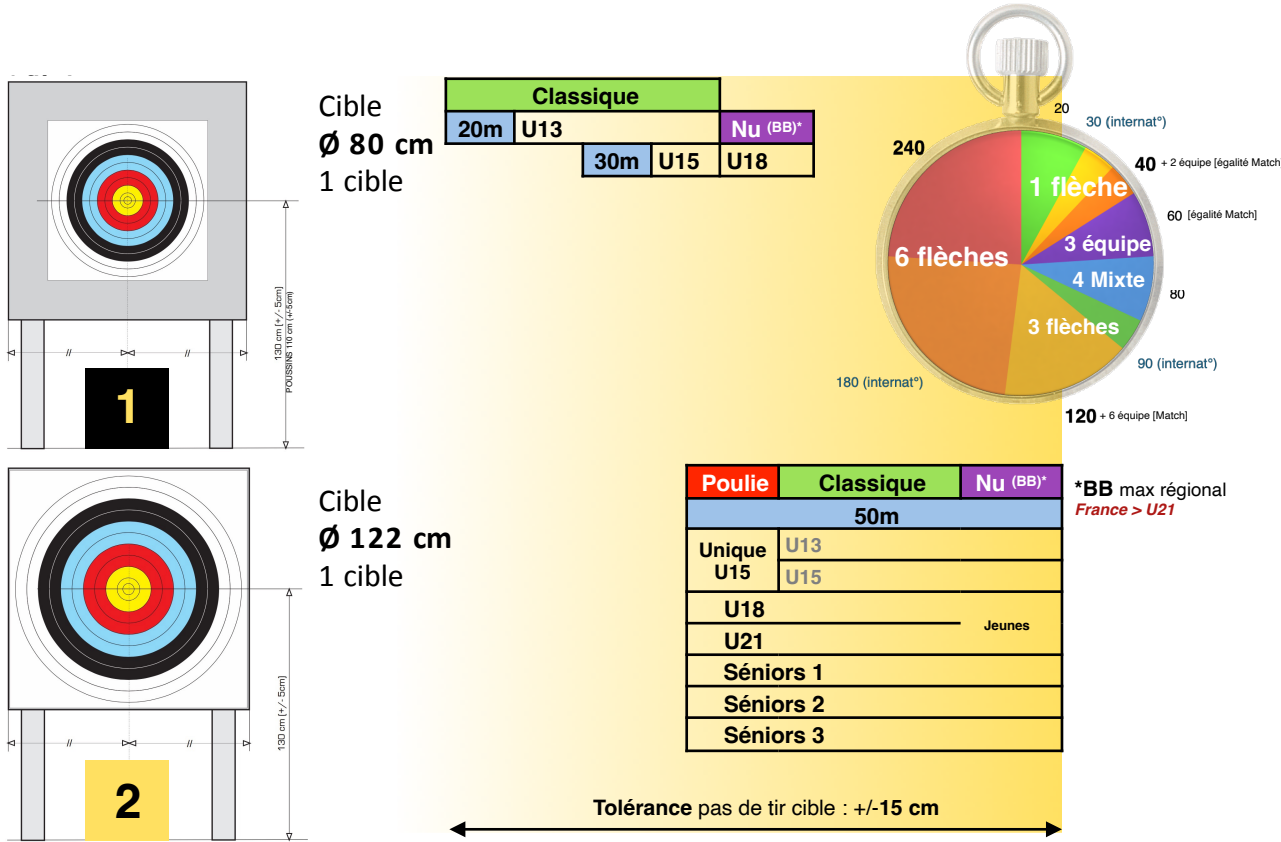 Cible
Ø 80 cm
1 cible
Classique
20m U13 Nu (BB)*
30m U15 U18
130 cm [+/- 5cm]
POUSSINS 110 cm (+/-5cm)
1
20
30 (internat°)
240
40 + 2 équipe [égalité Match
1 flèche
60 [égalité Match]
3 équipe
6 flèches
4 Mixte
80
3 flèches
90 (internat°)
180 (internat°)
120 + 6 équipe [Match]
Cible
Ø 122 cm
1 cible
Poulie Classique Nu (BB)*
50m
Unique
U15
U13
U15
U18
Jeunes
U21
Séniors 1
Séniors 2
Séniors 3
*BB max régional
France > U21
130 cm [+/- 5cm]
2
Tolérance pas de tir cible : +/-15 cm